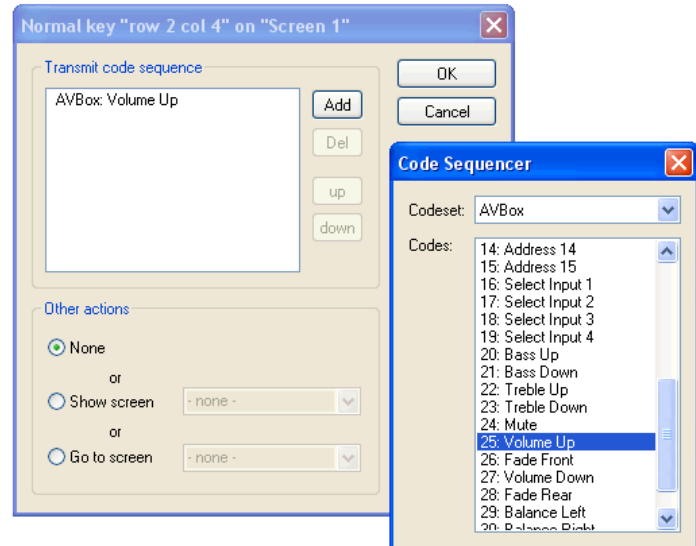 Normal key "row 2 col 4" on "Screen 1"
Transmit code sequence
AVBox: Volume Up
Add
Del
up
down
OK
Cancel
Other actions
None
or
Show screen
- none -
or
Go to screen
- none -
Code Sequencer
Codeset:
AVBox
Codes:
14: Address 14
15: Address 15
16: Select Input 1
17: Select Input 2
18: Select Input 3
19: Select Input 4
20: Bass Up
21: Bass Down
22: Treble Up
23: Treble Down
24: Mute
25: Volume Up
26: Fade Front
27: Volume Down
28: Fade Rear
29: Balance Left
30: Balance Right